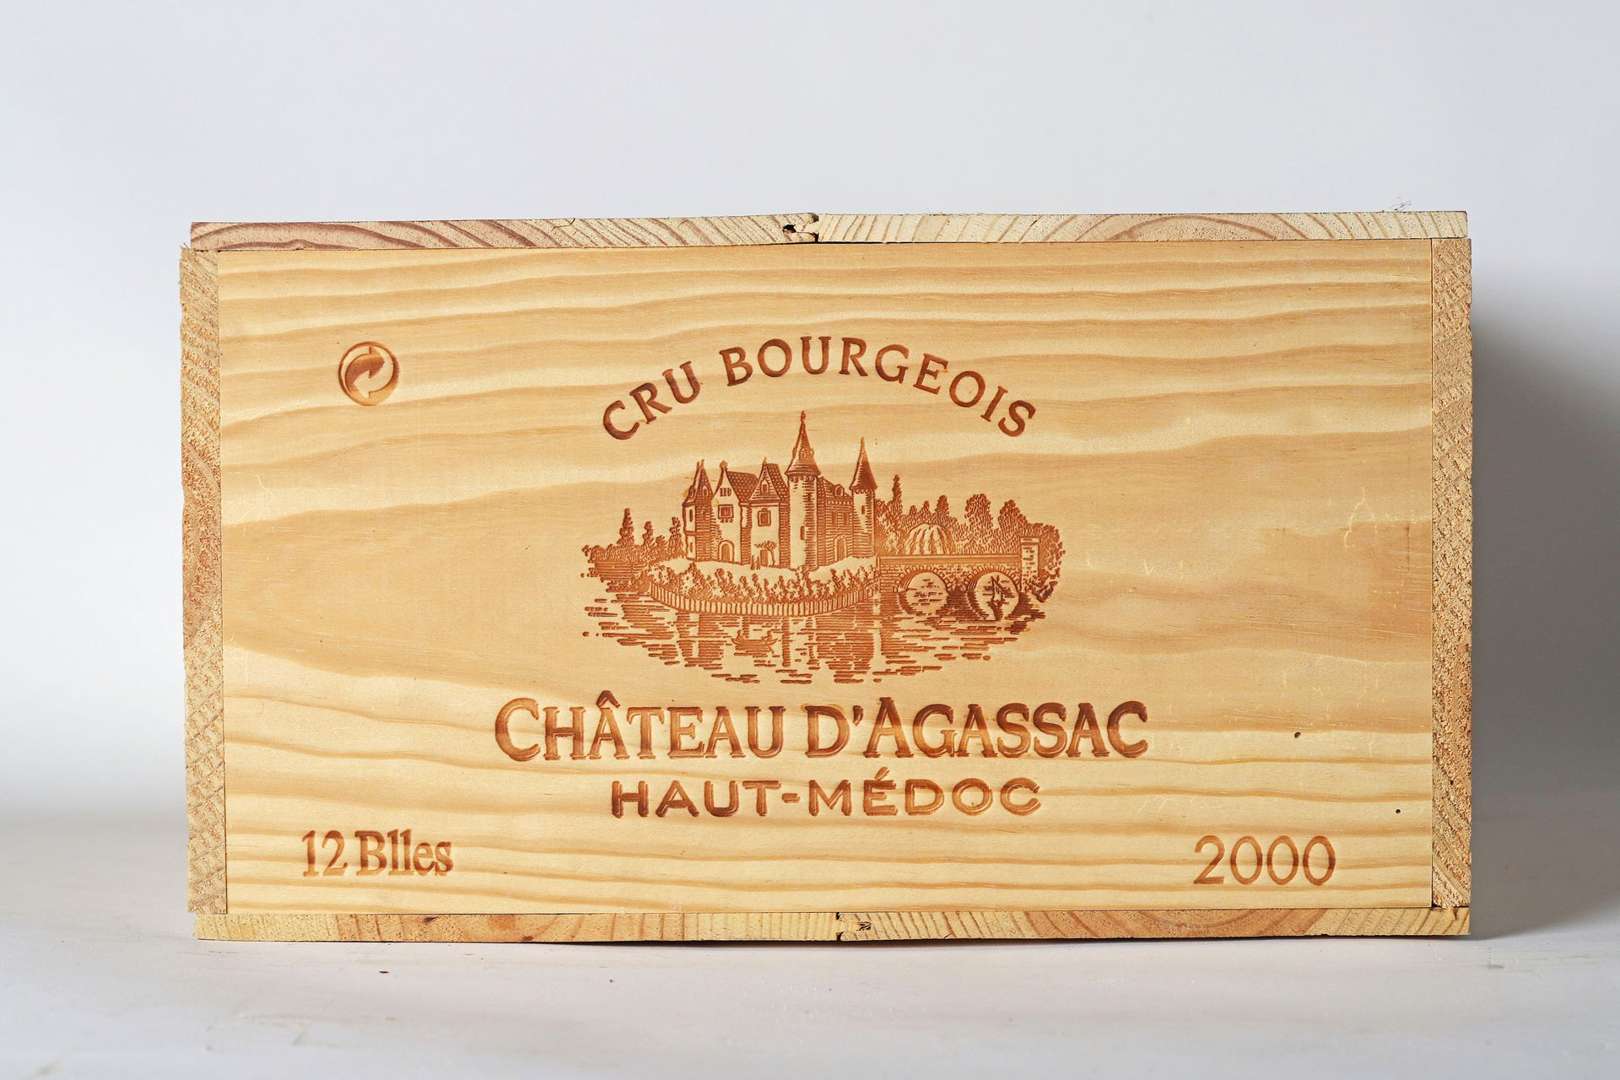 CRU BOURGEOIS
CHÂTEAU D'AGASSAC
HAUT-MÉDOC
12 Blles
2000